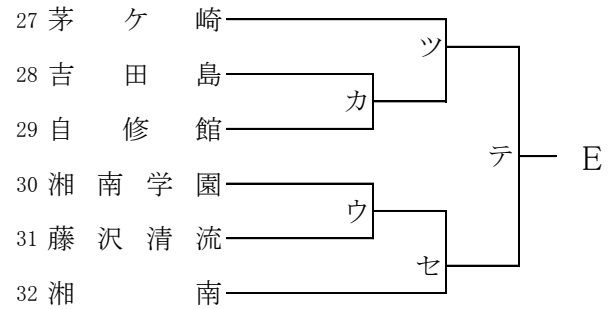 27 茅ケ崎
ツ
28 吉田島
カ
29 自修館
テ E
30 湘南学園
ウ
31 藤沢清流
セ
32 湘南